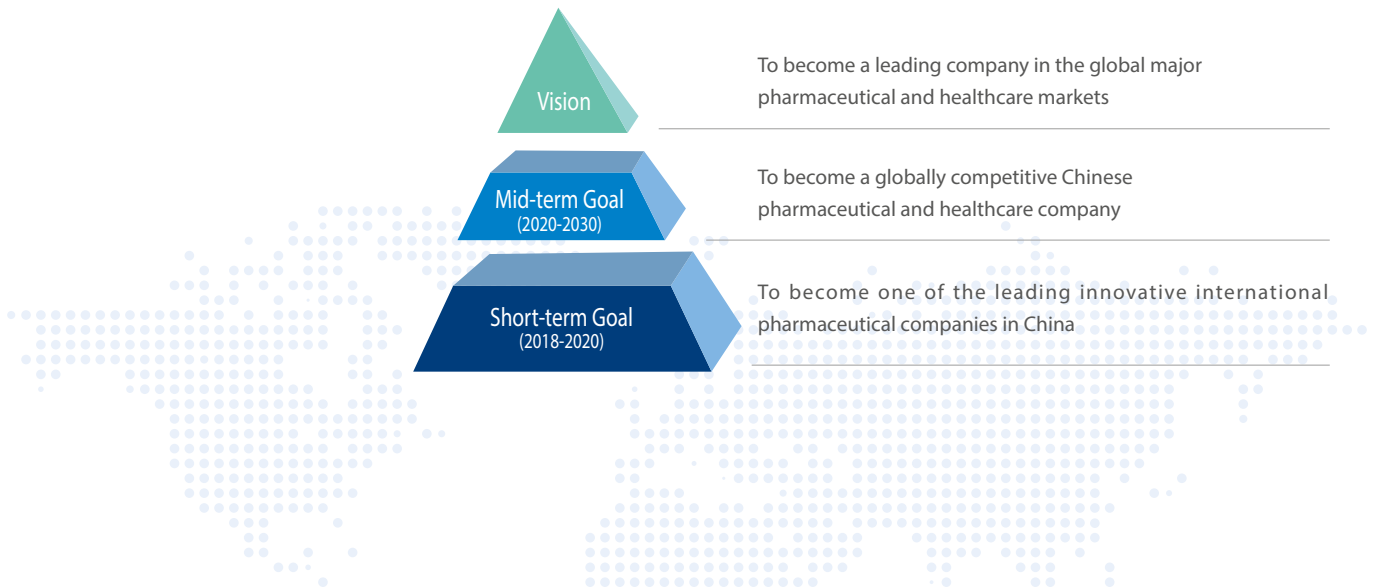 Vision
To become a leading company in the global major
pharmaceutical and healthcare markets
Mid-term Goal
(2020-2030)
To become a globally competitive Chinese
pharmaceutical and healthcare company
Short-term Goal
(2018-2020)
To become one of the leading innovative international
pharmaceutical companies in China